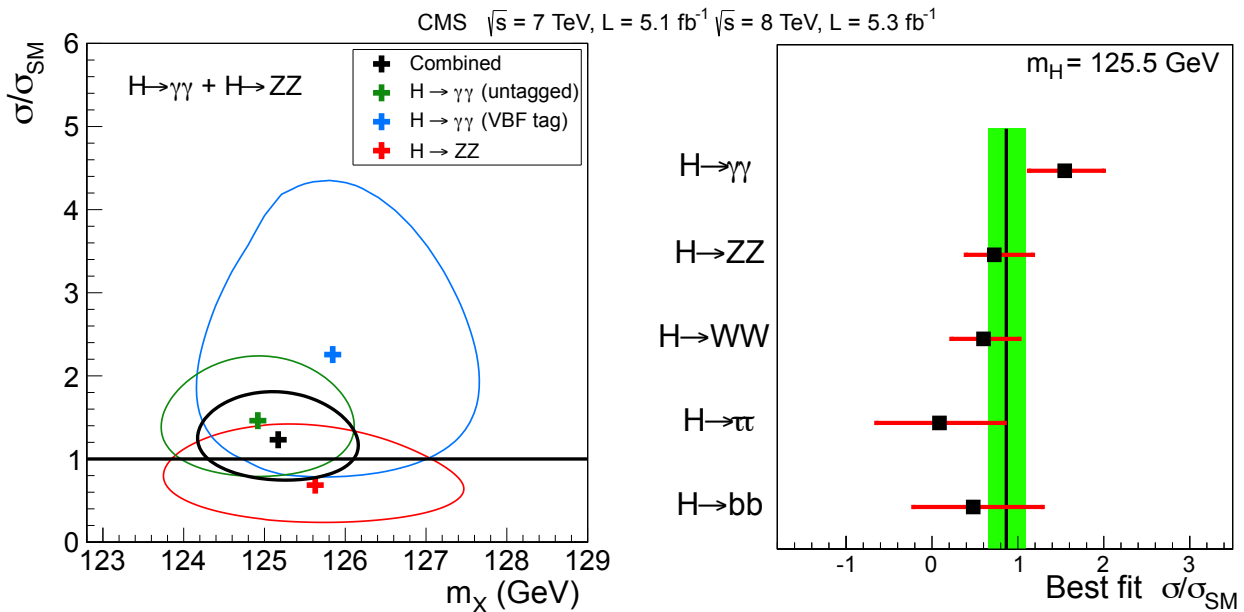 CMS √s = 7 TeV, L = 5.1 fb⁻¹ √s = 8 TeV, L = 5.3 fb⁻¹
σ/σSM
6
5
4
3
2
1
0
H→γγ + H→ZZ
Combined
H → γγ (untagged)
H → γγ (VBF tag)
H → ZZ
123 124 125 126 127 128 129
mX (GeV)
mH = 125.5 GeV
H→γγ
H→ZZ
H→WW
H→ττ
H→bb
-1 0 1 2 3
Best fit σ/σSM